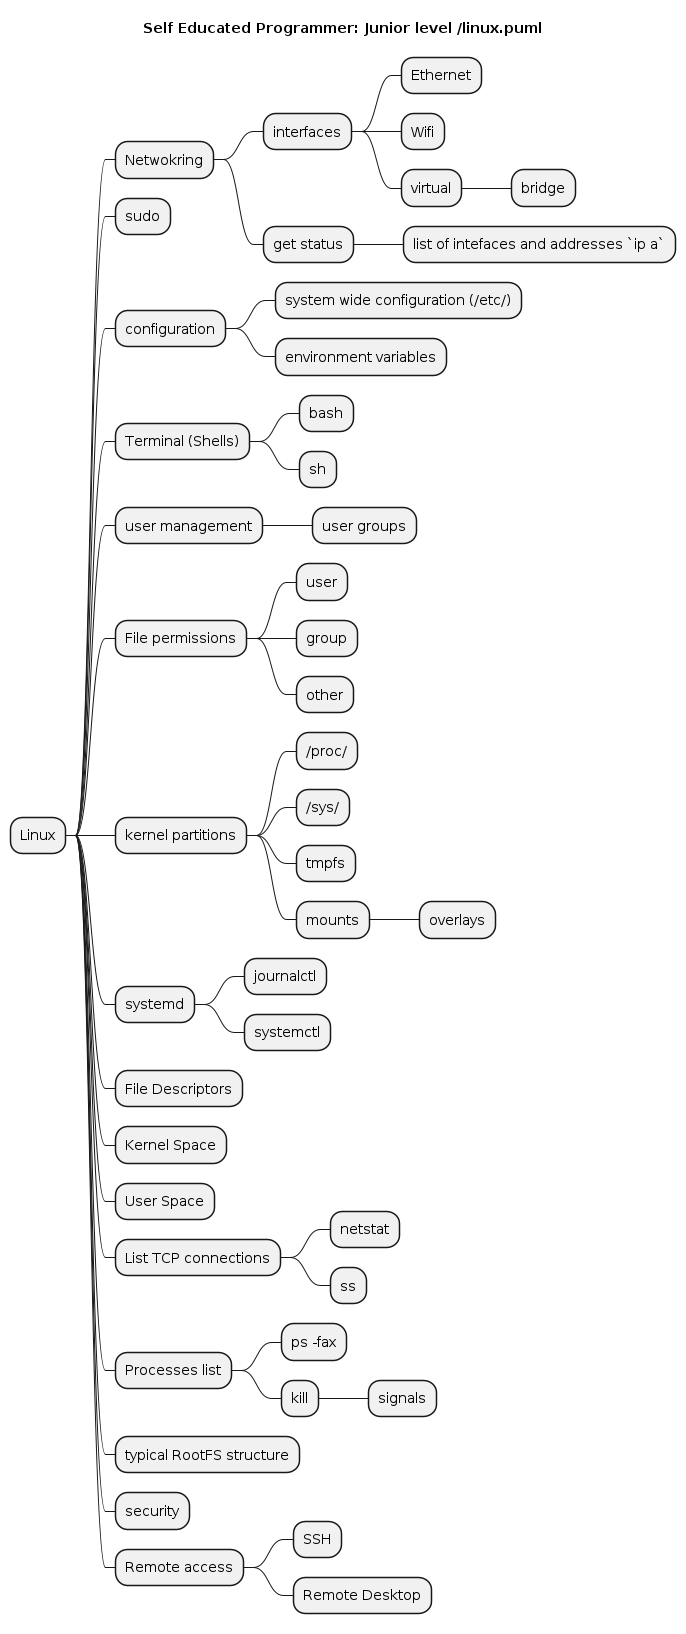 Self Educated Programmer: Junior level /linux.puml
Ethernet
interfaces
Wifi
Netwokring
virtual
bridge
sudo
get status
list of intefaces and addresses `ip a`
system wide configuration (/etc/)
configuration
environment variables
bash
Terminal (Shells)
sh
user management
user groups
user
File permissions
group
other
/proc/
/sys/
Linux
kernel partitions
tmpfs
mounts
overlays
journalctl
systemd
systemctl
File Descriptors
Kernel Space
User Space
netstat
List TCP connections
ss
ps -fax
Processes list
kill
signals
typical RootFS structure
security
SSH
Remote access
Remote Desktop